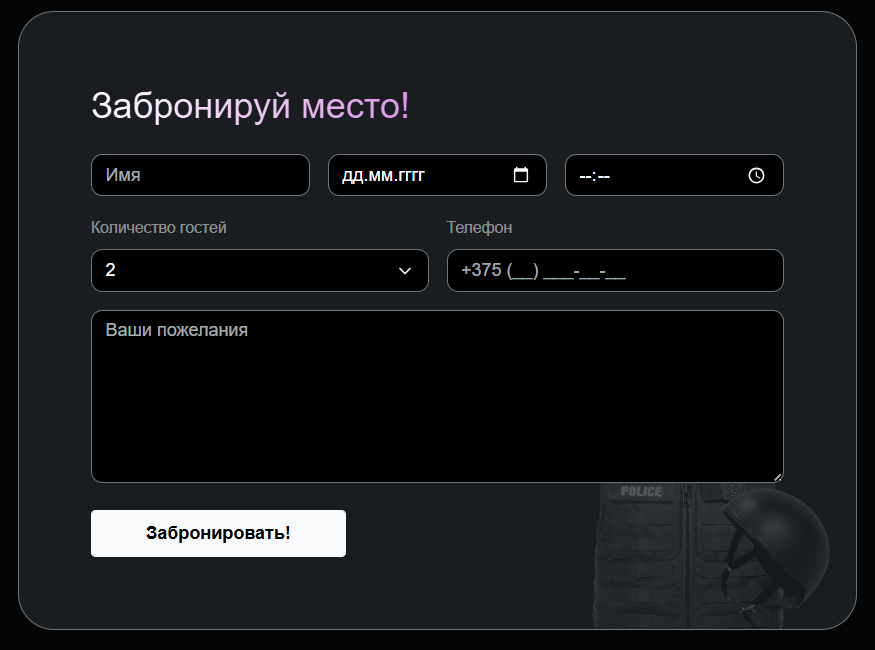 Забронируй место!
Имя
дд.мм.гггг
--:--
Количество гостей
Телефон
2
+375 (__) ___-__-__
Ваши пожелания
POLICE
Забронировать!